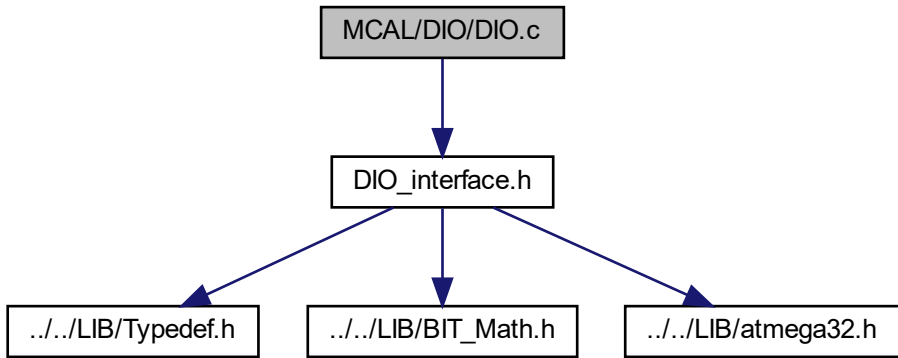 MCAL/DIO/DIO.c
DIO_interface.h
../../LIB/Typedef.h
../../LIB/BIT_Math.h
../../LIB/atmega32.h